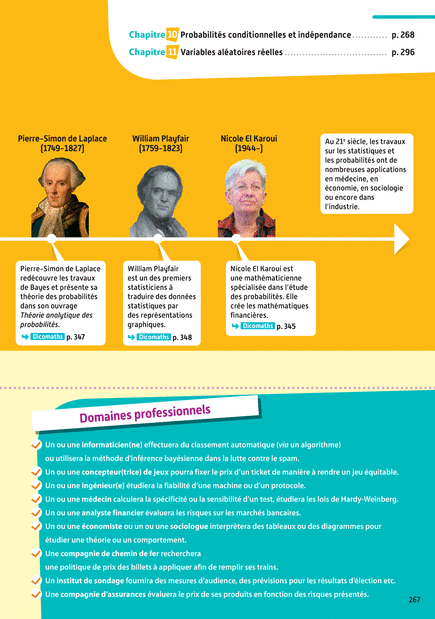 Chapitre 10 Probabilités conditionnelles et indépendance ............ p. 268
Chapitre 11 Variables aléatoires réelles .................................. p. 296
Pierre-Simon de Laplace
(1749-1827)
William Playfair
(1759-1823)
Nicole El Karoui
(1944-)
Au 21e siècle, les travaux
sur les statistiques et
les probabilités ont de
nombreuses applications
en médecine, en
économie, en sociologie
ou encore dans
l'industrie.
Pierre-Simon de Laplace
redécouvre les travaux
de Bayes et présente sa
théorie des probabilités
dans son ouvrage
Théorie analytique des
probabilités.
Dicomaths p. 347
William Playfair
est un des premiers
statisticiens à
traduire des données
statistiques par
des représentations
graphiques.
Dicomaths p. 348
Nicole El Karoui est
une mathématicienne
spécialisée dans l'étude
des probabilités. Elle
crée les mathématiques
financières.
Dicomaths p. 345
Domaines professionnels
Un ou une informaticien(ne) effectuera du classement automatique (via un algorithme)
ou utilisera la méthode d'inférence bayésienne dans la lutte contre le spam.
Un ou une concepteur(trice) de jeux pourra fixer le prix d'un ticket de manière à rendre un jeu équitable.
Un ou une ingénieur(e) étudiera la fiabilité d'une machine ou d'un protocole.
Un ou une médecin calculera la spécificité ou la sensibilité d'un test, étudiera les lois de Hardy-Weinberg.
Un ou une analyste financier évaluera les risques sur les marchés bancaires.
Un ou une économiste ou un ou une sociologue interprètera des tableaux ou des diagrammes pour
étudier une théorie ou un comportement.
Une compagnie de chemin de fer recherchera
une politique de prix des billets à appliquer afin de remplir ses trains.
Un institut de sondage fournira des mesures d'audience, des prévisions pour les résultats d'élection etc.
Une compagnie d'assurances évaluera le prix de ses produits en fonction des risques présentés.
267